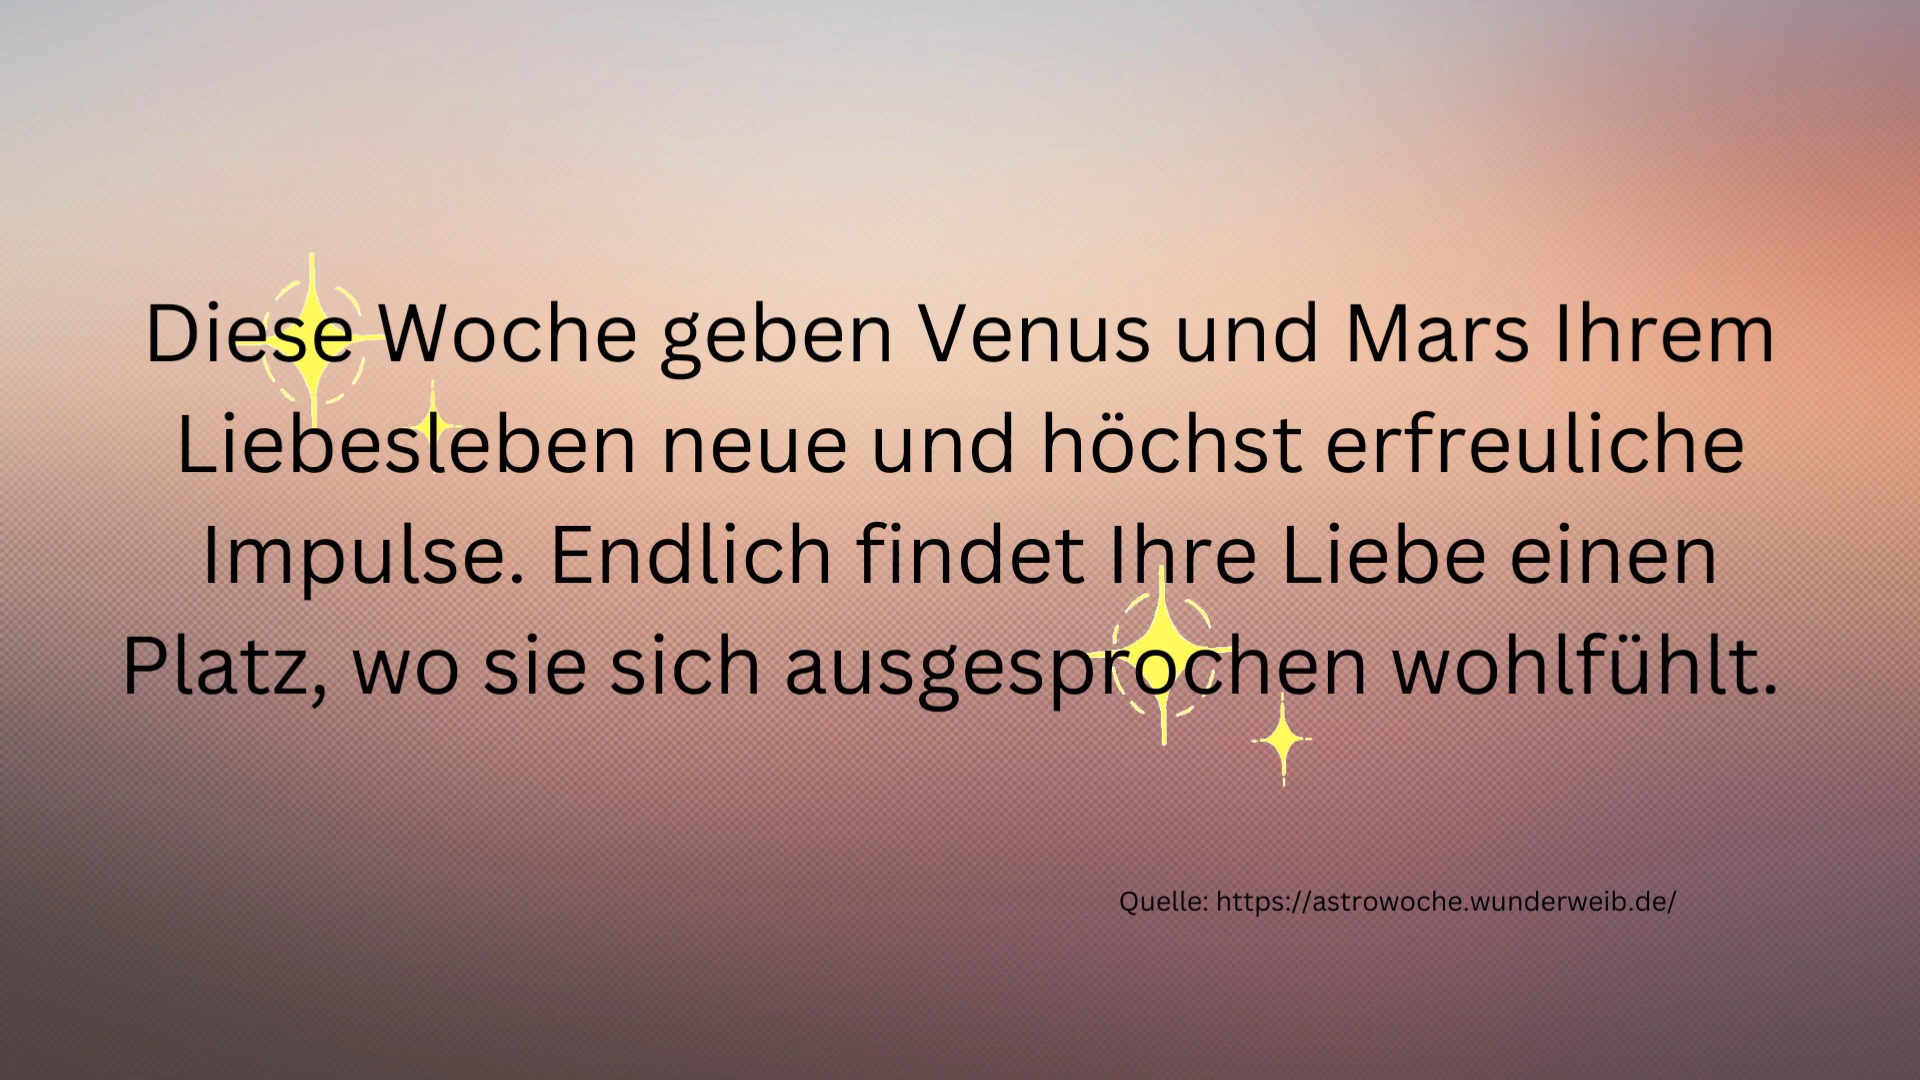 Diese Woche geben Venus und Mars Ihrem
Liebesleben neue und höchst erfreuliche
Impulse. Endlich findet Ihre Liebe einen
Platz, wo sie sich ausgesprochen wohlfühlt.
Quelle: https://astrowoche.wunderweib.de/